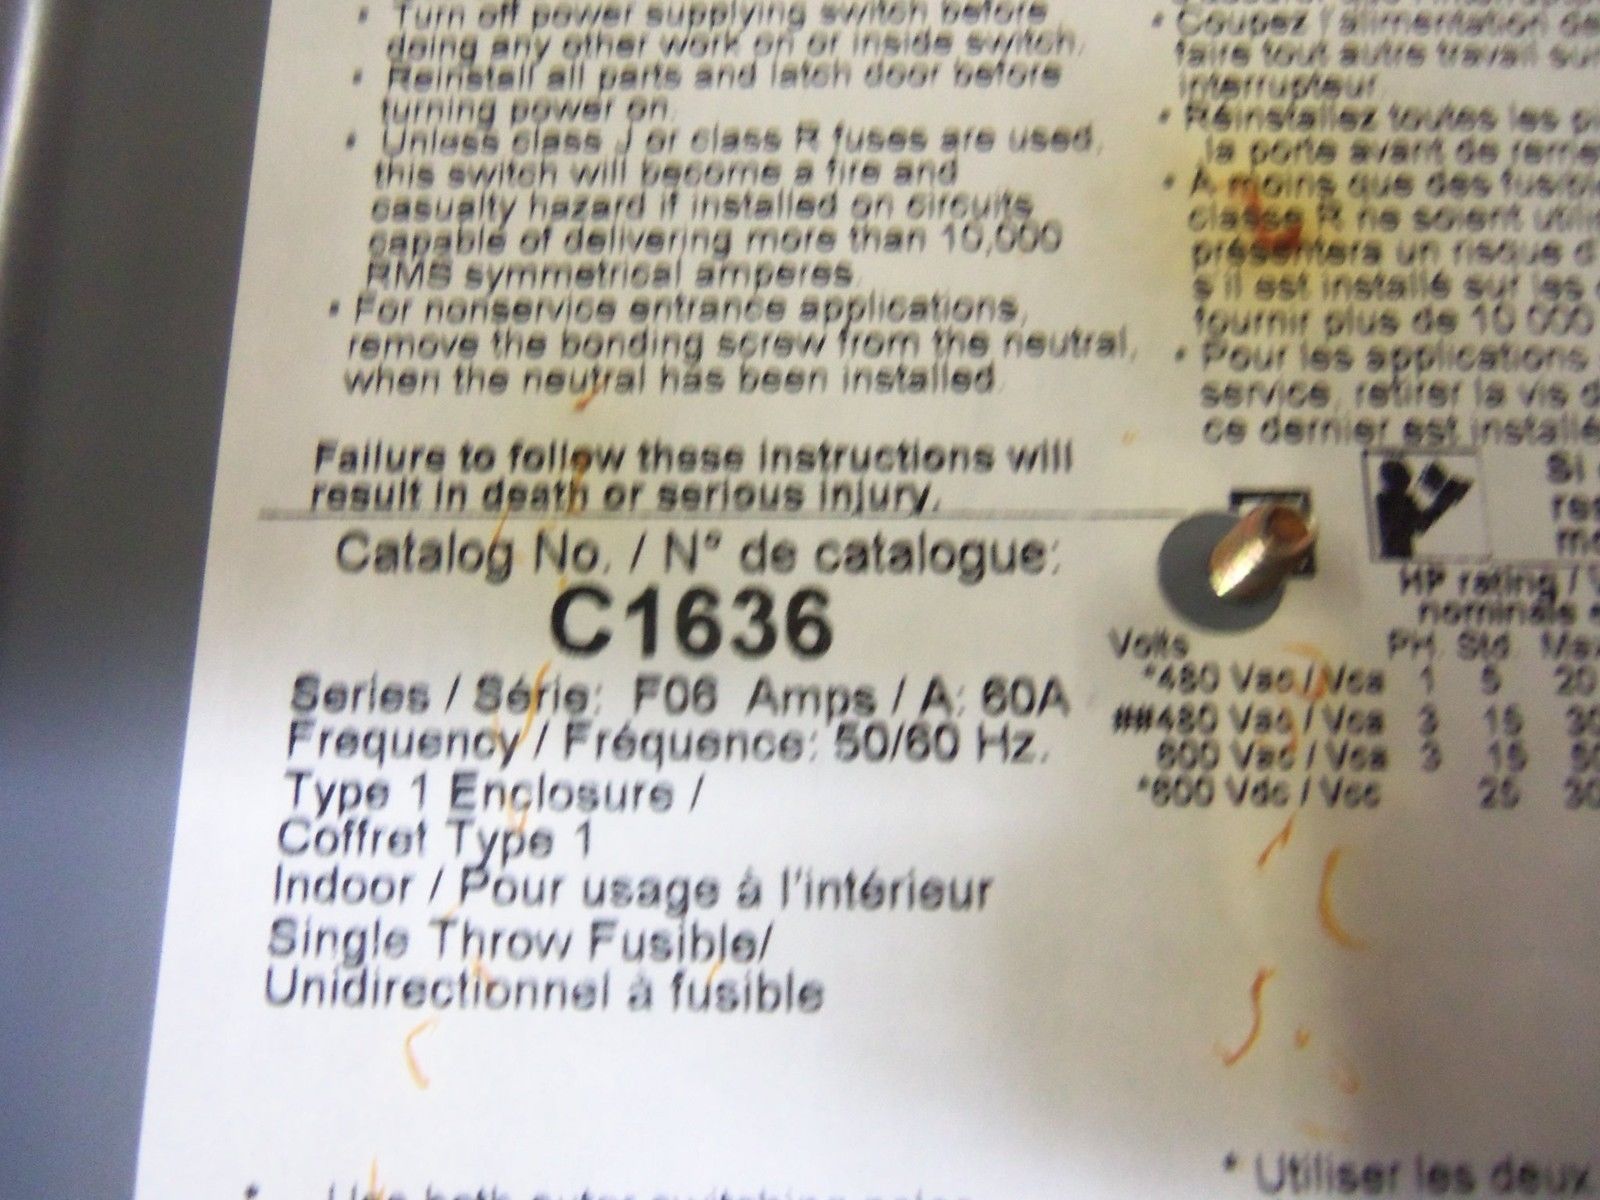 • Turn off power supplying switch before
doing any other work on or inside switch.
• Reinstall all parts and latch door before
turning power on.
• Unless class J or class R fuses are used,
this switch will become a fire and
casualty hazard if installed on circuits
capable of delivering more than 10,000
RMS symmetrical amperes.
• For nonservice entrance applications,
remove the bonding screw from the neutral,
when the neutral has been installed.
Failure to follow these instructions will
result in death or serious injury.
Catalog No. / N° de catalogue:
C1636
Series / Série: F06 Amps / A: 60A
Frequency / Fréquence: 50/60 Hz.
Type 1 Enclosure /
Coffret Type 1
Indoor / Pour usage à l'intérieur
Single Throw Fusible/
Unidirectionnel à fusible
• Coupez l'alimentation de
faire tout autre travail sur
interrupteur.
• Réinstallez toutes les
la porte avant de
• À moins que des
classe R ne soient
présentera un risque d'
s'il est installé sur les
fournir plus de 10 000
• Pour les applications
service, retirer la vis
ce dernier est
Si
HP rating /
nominale
Volts PH. Std. Max
*480 Vac / Vca 1 5 20
##480 Vac / Vca 3 15 30
600 Vac / Vca 3 15 50
*600 Vdc / Vcc 25 30
* Utiliser les deux